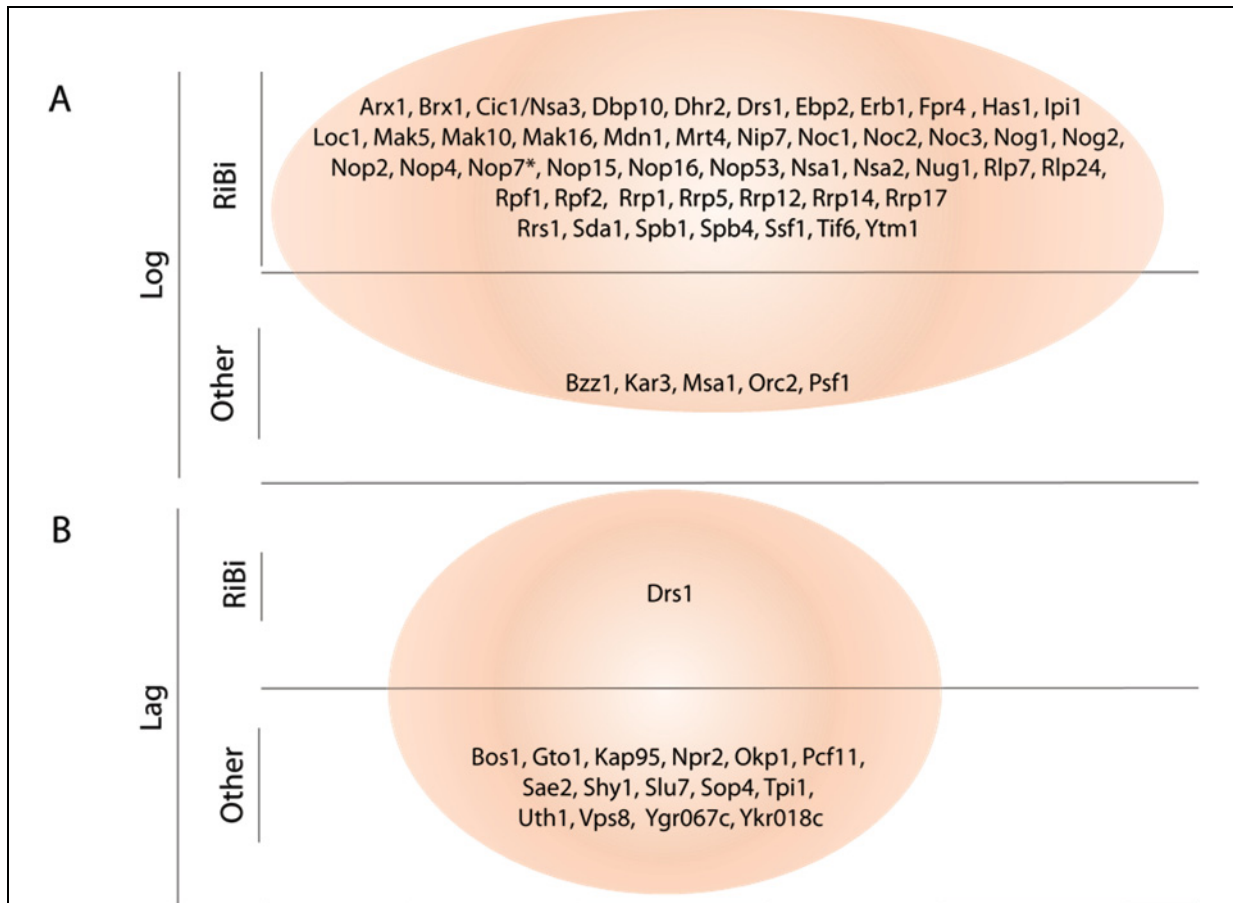 A
Log
RiBi
Arx1, Brx1, Cic1/Nsa3, Dbp10, Dhr2, Drs1, Ebp2, Erb1, Fpr4 , Has1, Ipi1
Loc1, Mak5, Mak10, Mak16, Mdn1, Mrt4, Nip7, Noc1, Noc2, Noc3, Nog1, Nog2,
Nop2, Nop4, Nop7*, Nop15, Nop16, Nop53, Nsa1, Nsa2, Nug1, Rlp7, Rlp24,
Rpf1, Rpf2, Rrp1, Rrp5, Rrp12, Rrp14, Rrp17
Rrs1, Sda1, Spb1, Spb4, Ssf1, Tif6, Ytm1
Other
Bzz1, Kar3, Msa1, Orc2, Psf1
B
Lag
RiBi
Drs1
Other
Bos1, Gto1, Kap95, Npr2, Okp1, Pcf11,
Sae2, Shy1, Slu7, Sop4, Tpi1,
Uth1, Vps8, Ygr067c, Ykr018c